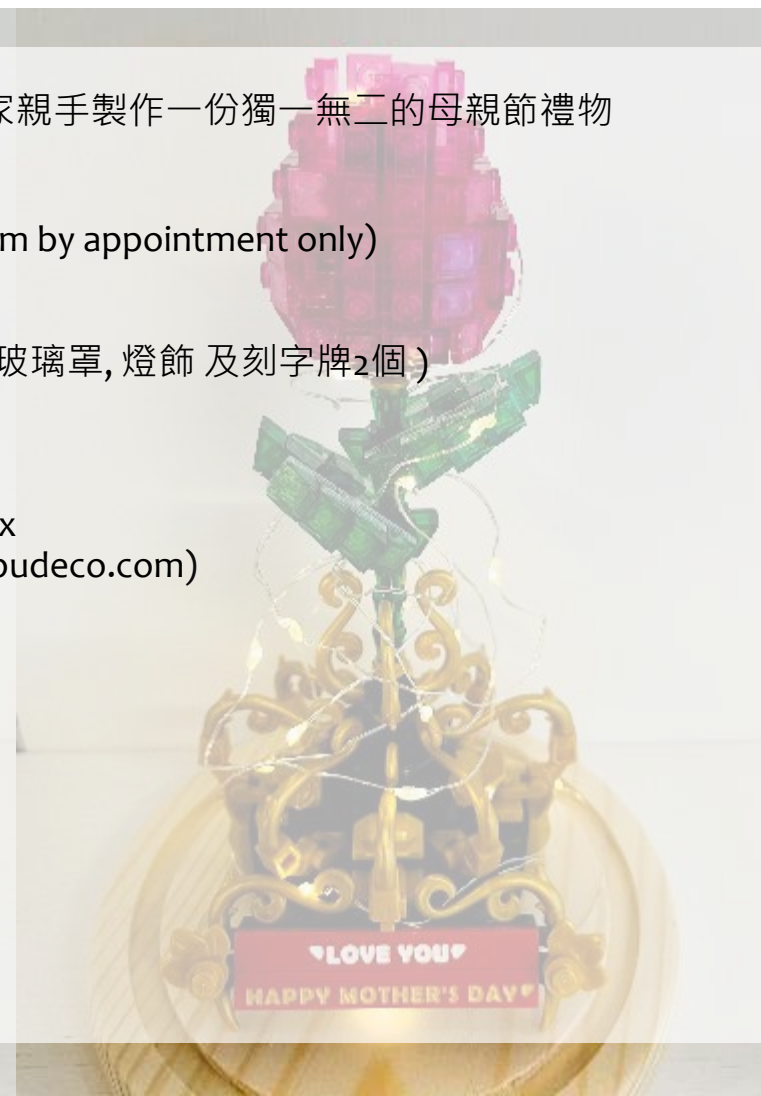 家親手製作一份獨一無二的母親節禮物
m by appointment only)
玻璃罩, 燈飾 及刻字牌2個 )
x
oudeco.com)
LOVE YOU
HAPPY MOTHER'S DAY